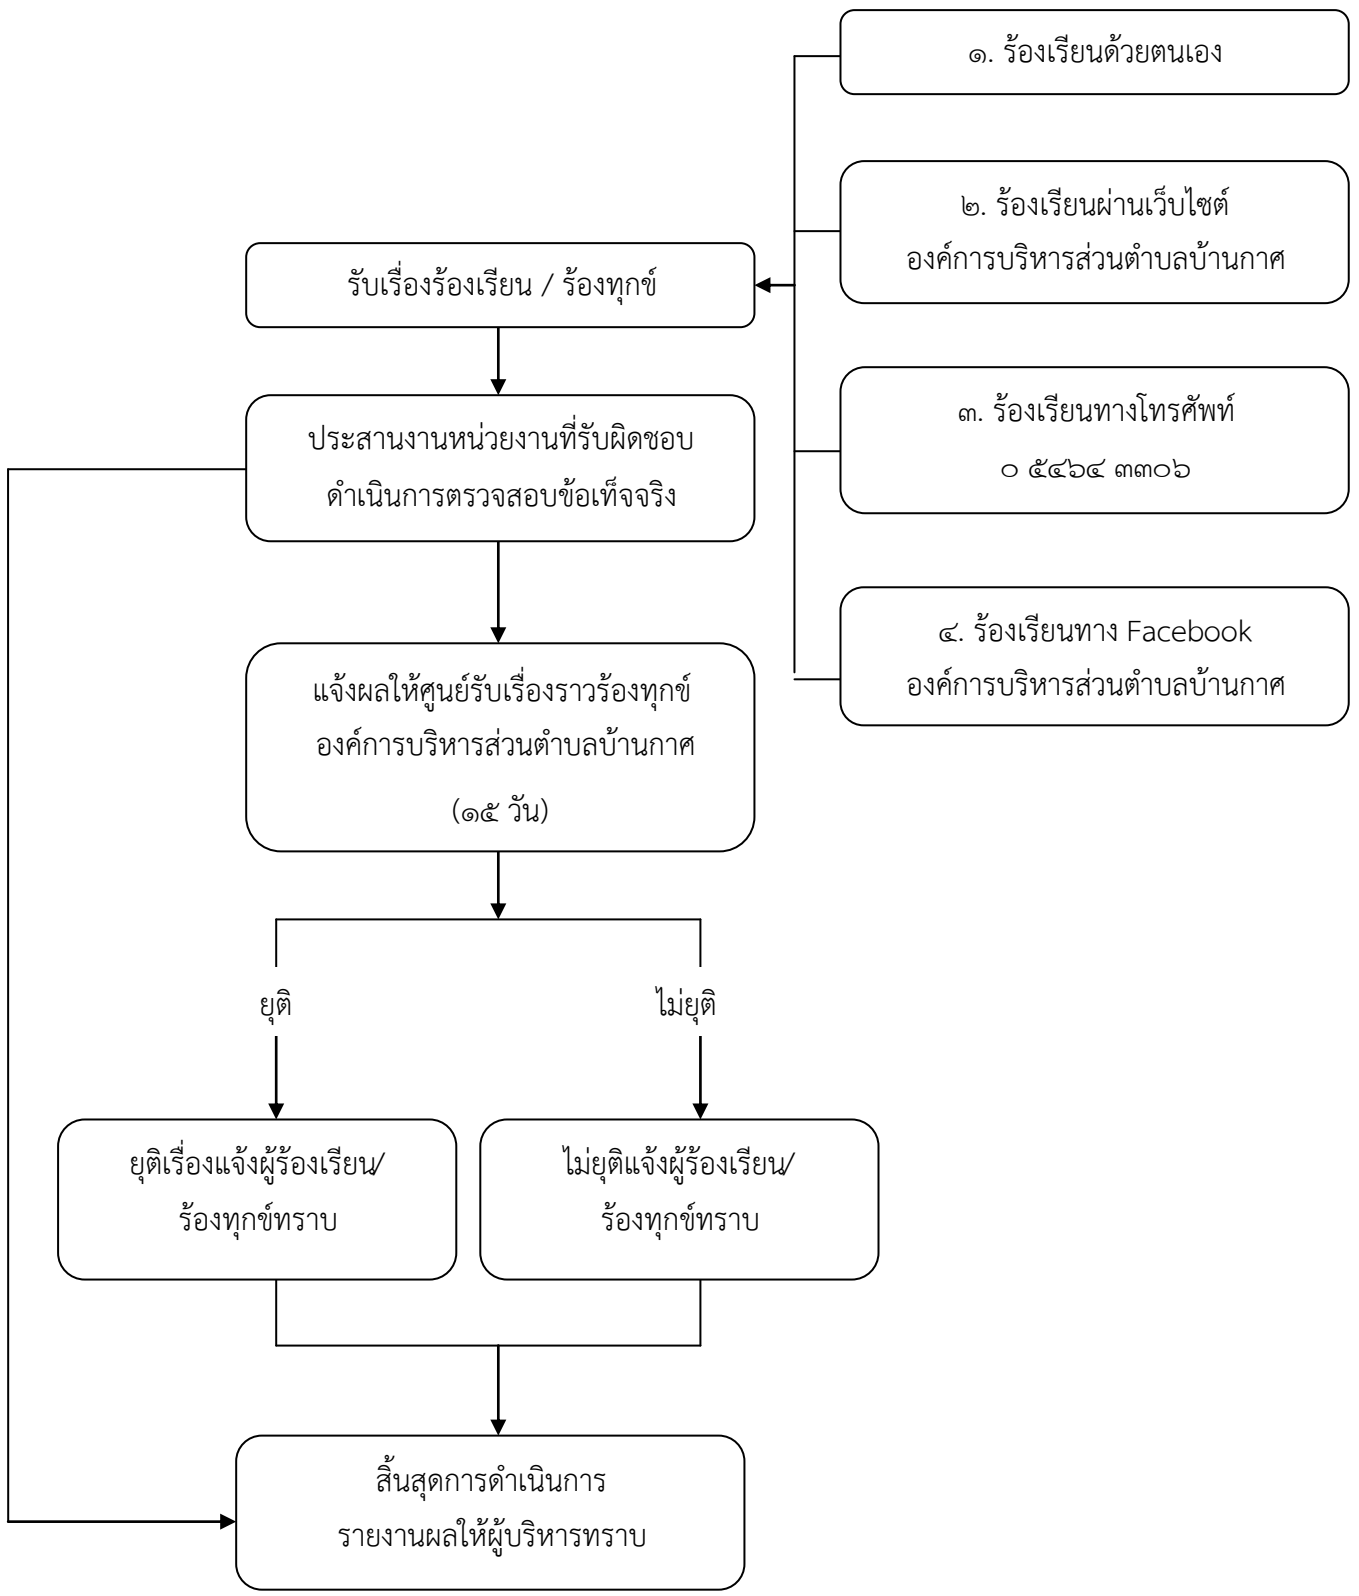 ๑. ร้องเรียนด้วยตนเอง
๒. ร้องเรียนผ่านเว็บไซต์
องค์การบริหารส่วนตำบลบ้านกาศ
รับเรื่องร้องเรียน / ร้องทุกข์
๓. ร้องเรียนทางโทรศัพท์
๐ ๕๔๖๔ ๓๓๐๖
ประสานงานหน่วยงานที่รับผิดชอบ
ดำเนินการตรวจสอบข้อเท็จจริง
๔. ร้องเรียนทาง Facebook
องค์การบริหารส่วนตำบลบ้านกาศ
แจ้งผลให้ศูนย์รับเรื่องราวร้องทุกข์
องค์การบริหารส่วนตำบลบ้านกาศ
(๑๕ วัน)
ยุติ
ไม่ยุติ
ยุติเรื่องแจ้งผู้ร้องเรียน/
ร้องทุกข์ทราบ
ไม่ยุติแจ้งผู้ร้องเรียน/
ร้องทุกข์ทราบ
สิ้นสุดการดำเนินการ
รายงานผลให้ผู้บริหารทราบ